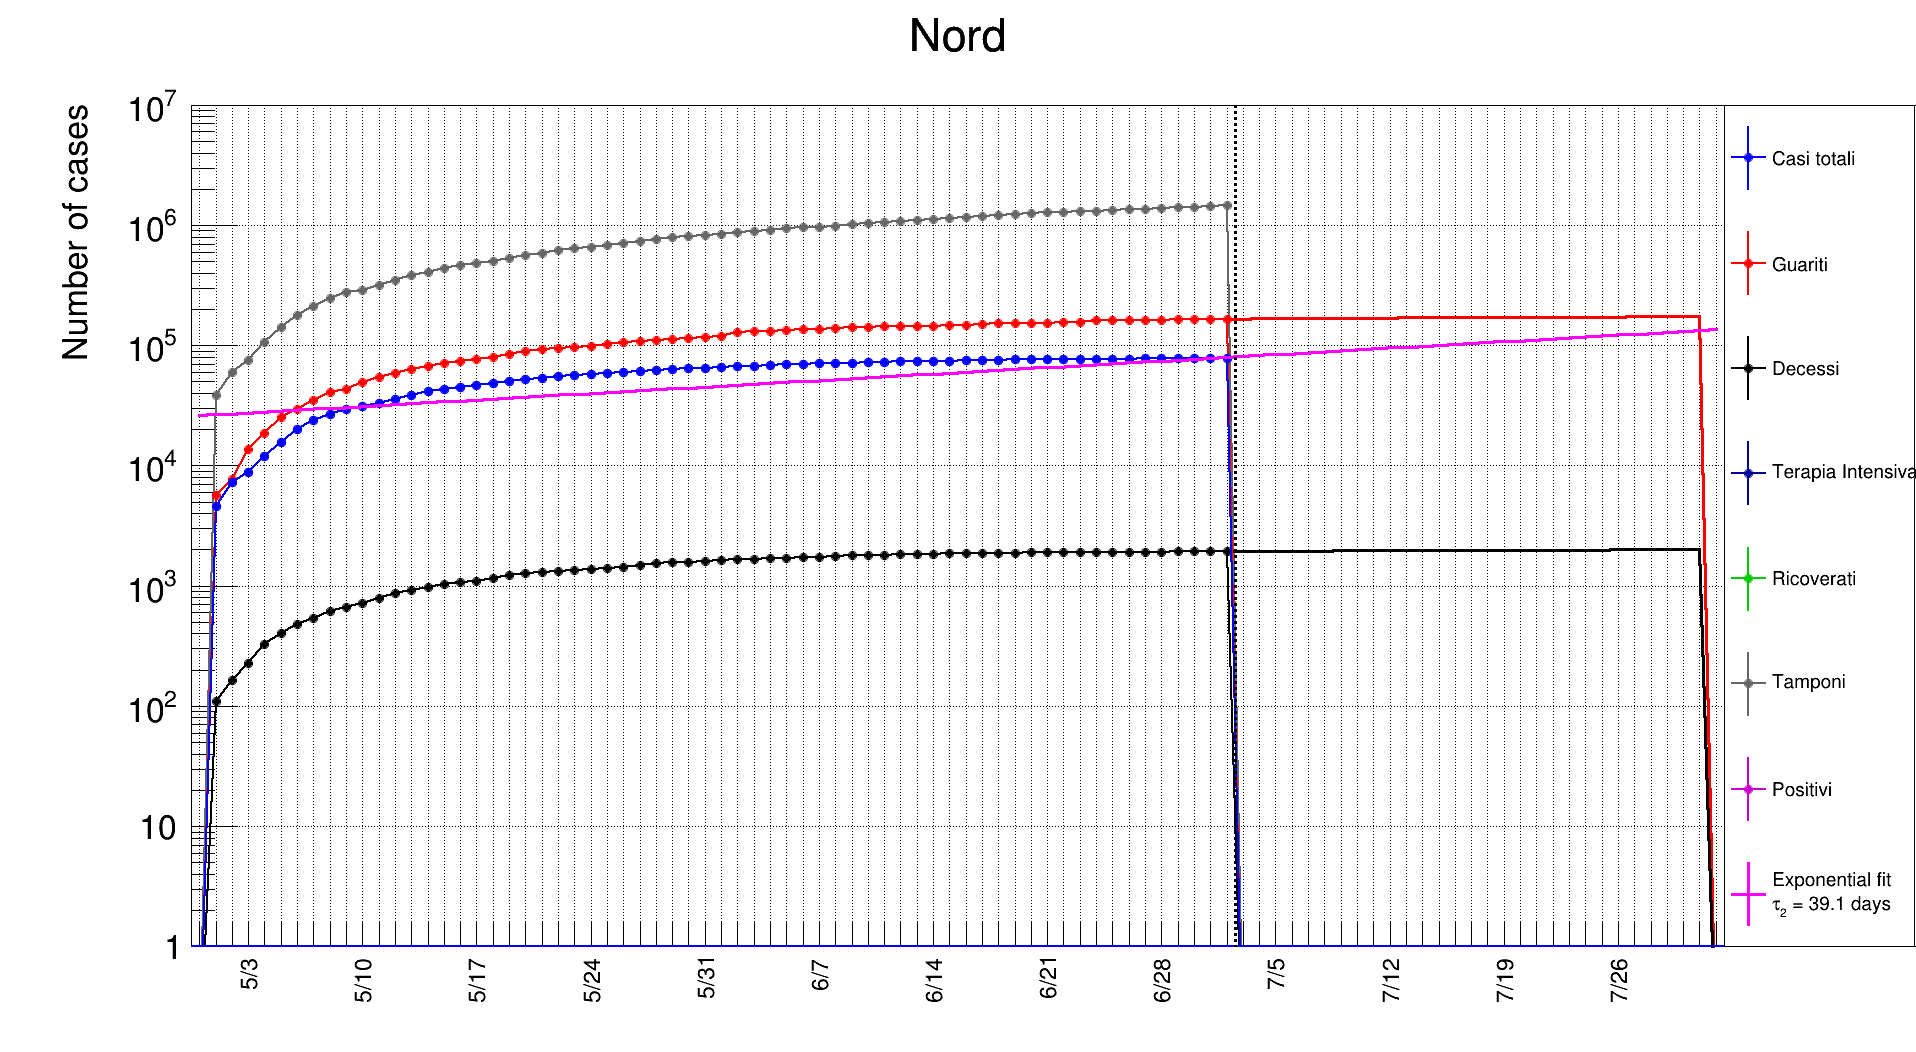 Nord
Number of cases
10^7
10^6
10^5
10^4
10^3
10^2
10
1
5/3
5/10
5/17
5/24
5/31
6/7
6/14
6/21
6/28
7/5
7/12
7/19
7/26
Casi totali
Guariti
Decessi
Terapia Intensiva
Ricoverati
Tamponi
Positivi
Exponential fit
τ₂ = 39.1 days